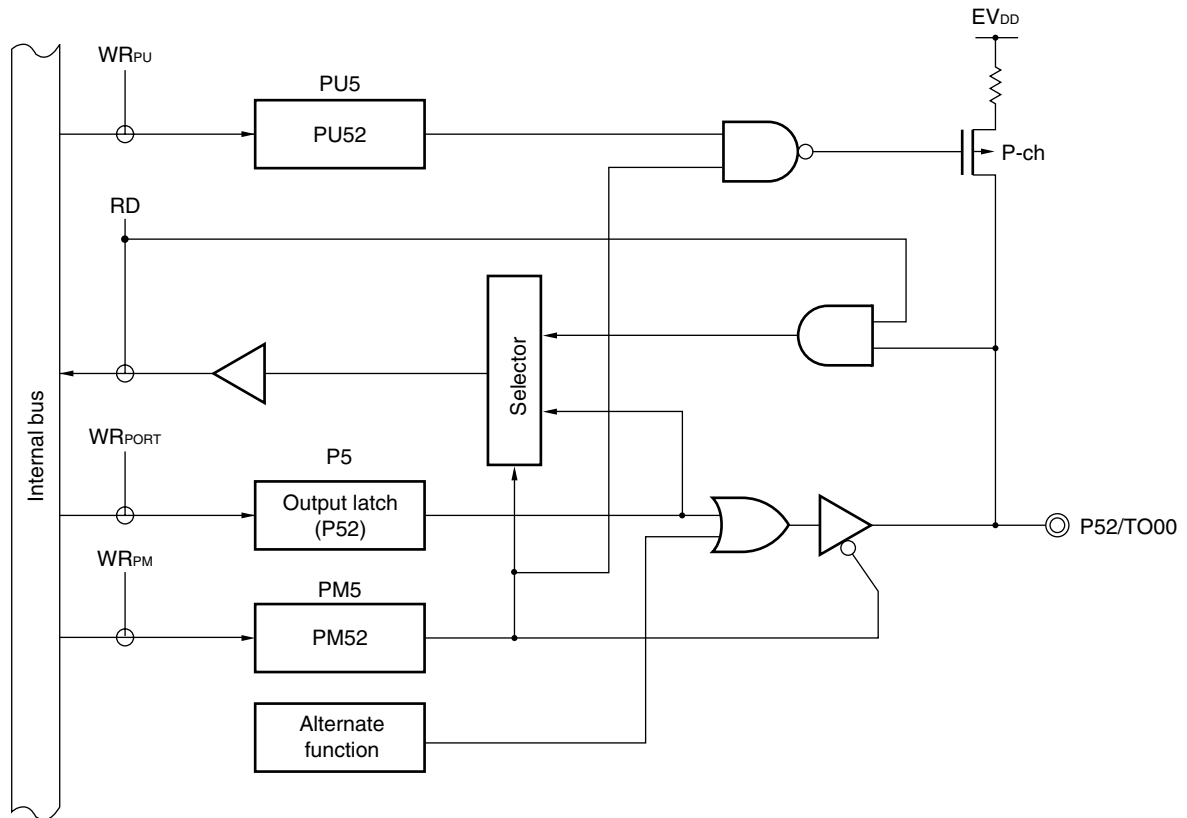 EVDD
WRPU
PU5
PU52
P-ch
RD
Selector
Internal bus
WRPORT
P5
Output latch
(P52)
P52/TO00
WRPM
PM5
PM52
Alternate
function